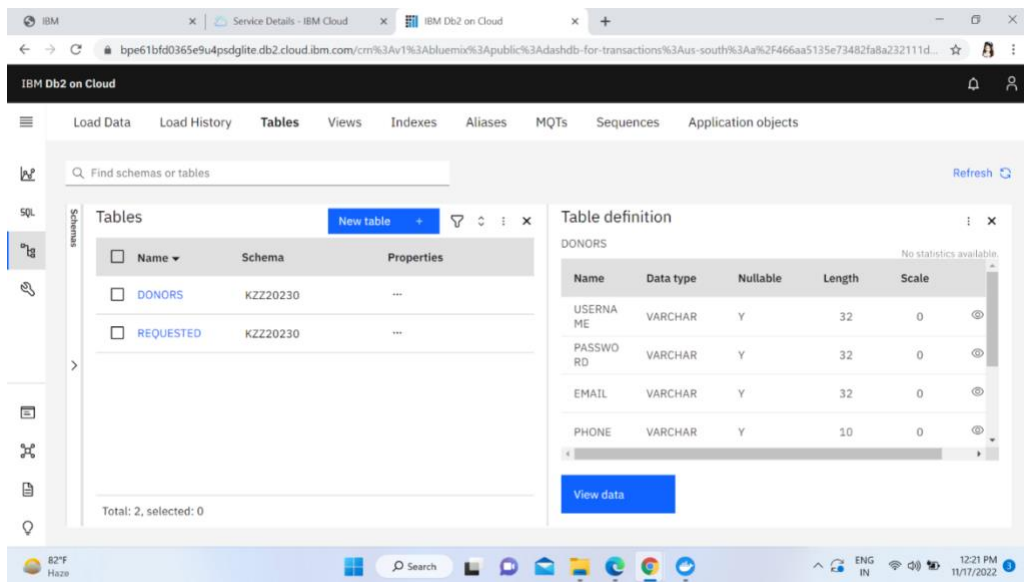 IBM
Service Details - IBM Cloud
IBM Db2 on Cloud
bpe61bfd0365e9u4psdglite.db2.cloud.ibm.com/crn%3Av1%3Abluemix%3Apublic%3Adashdb-for-transactions%3Aus-south%3Aa%2F466aa5135e73482fa8a232111d...
IBM Db2 on Cloud
Load Data Load History Tables Views Indexes Aliases MQTs Sequences Application objects
Find schemas or tables
Refresh
SQL
Schemas
Tables
New table +
Name Schema Properties
DONORS KZZ20230 ...
REQUESTED KZZ20230 ...
Total: 2, selected: 0
Table definition
DONORS
No statistics available.
Name Data type Nullable Length Scale
USERNA
ME VARCHAR Y 32 0
PASSWO
RD VARCHAR Y 32 0
EMAIL VARCHAR Y 32 0
PHONE VARCHAR Y 10 0
View data
82°F
Haze
Search
ENG
IN
12:21 PM
11/17/2022
3